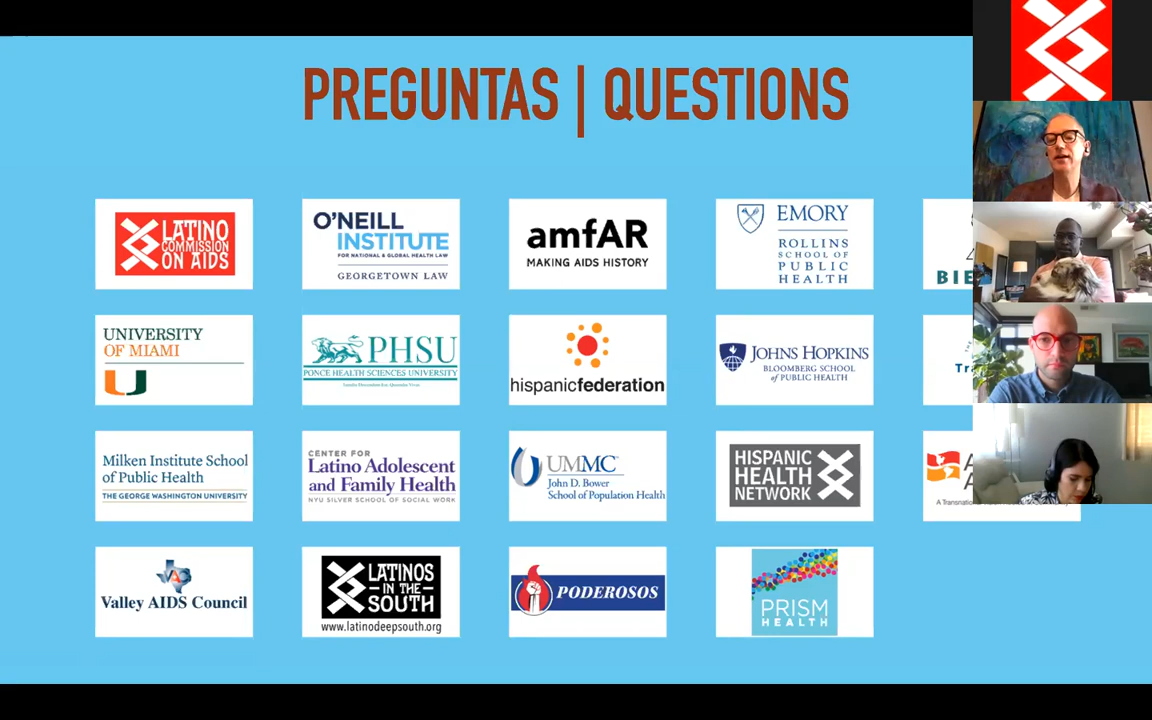 PREGUNTAS | QUESTIONS
LATINO
COMMISSION
ON AIDS
O'NEILL
INSTITUTE
FOR NATIONAL & GLOBAL HEALTH LAW
GEORGETOWN LAW
amfAR
MAKING AIDS HISTORY
EMORY
ROLLINS
SCHOOL OF
PUBLIC
HEALTH
BIE
UNIVERSITY
OF MIAMI
PHSU
PONCE HEALTH SCIENCES UNIVERSITY
hispanicfederation
JOHNS HOPKINS
BLOOMBERG SCHOOL
of PUBLIC HEALTH
Tr
Milken Institute School
of Public Health
THE GEORGE WASHINGTON UNIVERSITY
CENTER FOR
Latino Adolescent
and Family Health
NYU SILVER SCHOOL OF SOCIAL WORK
UMMC
John D. Bower
School of Population Health
HISPANIC
HEALTH
NETWORK
A Transnation
VAC
Valley AIDS Council
LATINOS
IN THE
SOUTH
www.latinodeepsouth.org
PODEROSOS
PRISM
HEALTH